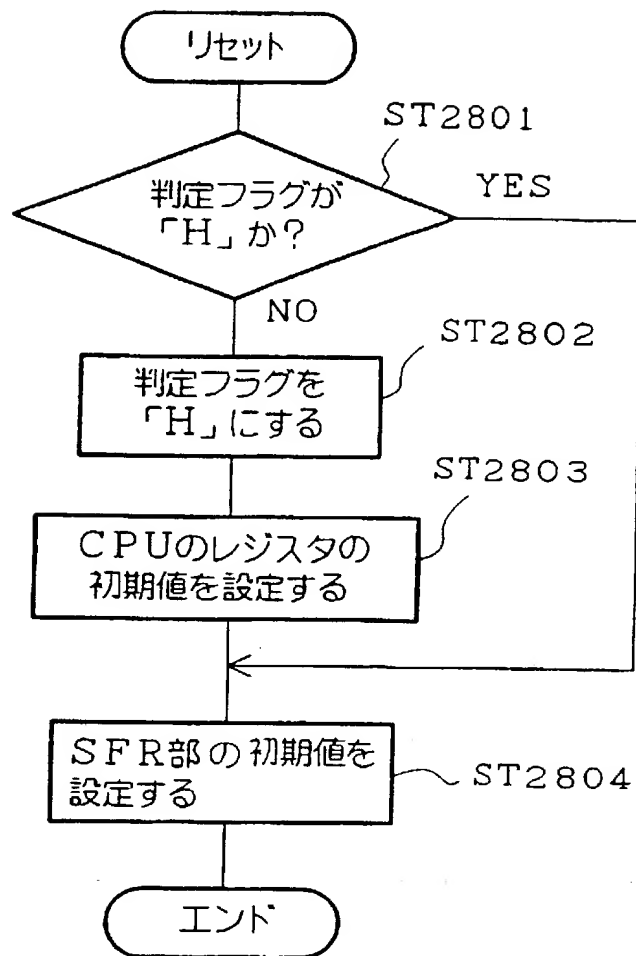 リセット
ST2801
判定フラグが
「H」か?
YES
NO
ST2802
判定フラグを
「H」にする
ST2803
CPUのレジスタの
初期値を設定する
SFR部の初期値を
設定する
ST2804
エンド